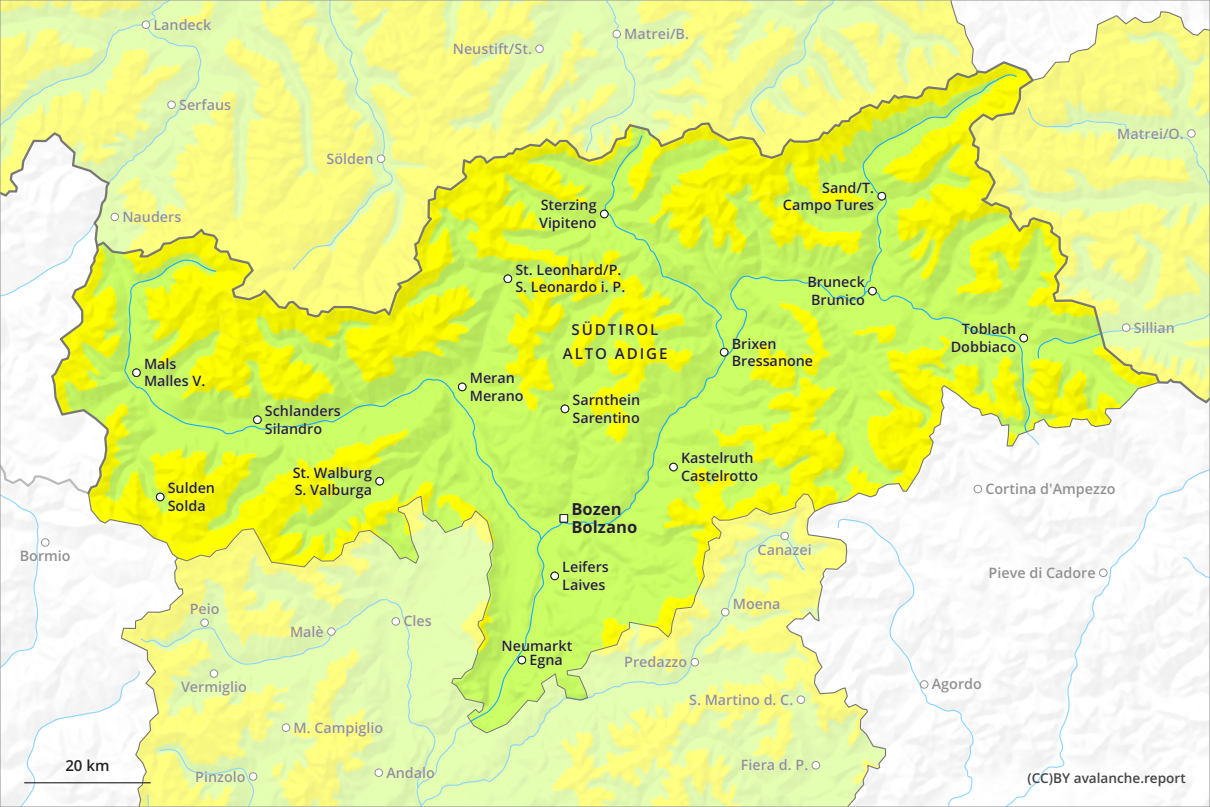 Landeck
Matrei/B.
Neustift/St.
Serfaus
Matrei/O.
Sölden
Sand/T.
Campo Tures
Sterzing
Vipiteno
Nauders
St. Leonhard/P.
S. Leonardo i. P.
Bruneck
Brunico
SÜDTIROL
ALTO ADIGE
Toblach
Dobbiaco
Sillian
Brixen
Bressanone
Mals
Malles V.
Meran
Merano
Sarnthein
Sarentino
Schlanders
Silandro
Kastelruth
Castelrotto
St. Walburg
S. Valburga
Sulden
Solda
Cortina d'Ampezzo
Bozen
Bolzano
Bormio
Canazei
Leifers
Laives
Pieve di Cadore
Peio
Moena
Malè
Cles
Neumarkt
Egna
Predazzo
Vermiglio
Agordo
S. Martino d. C.
M. Campiglio
20 km
Pinzolo
Andalo
Fiera d. P.
(CC)BY avalanche.report